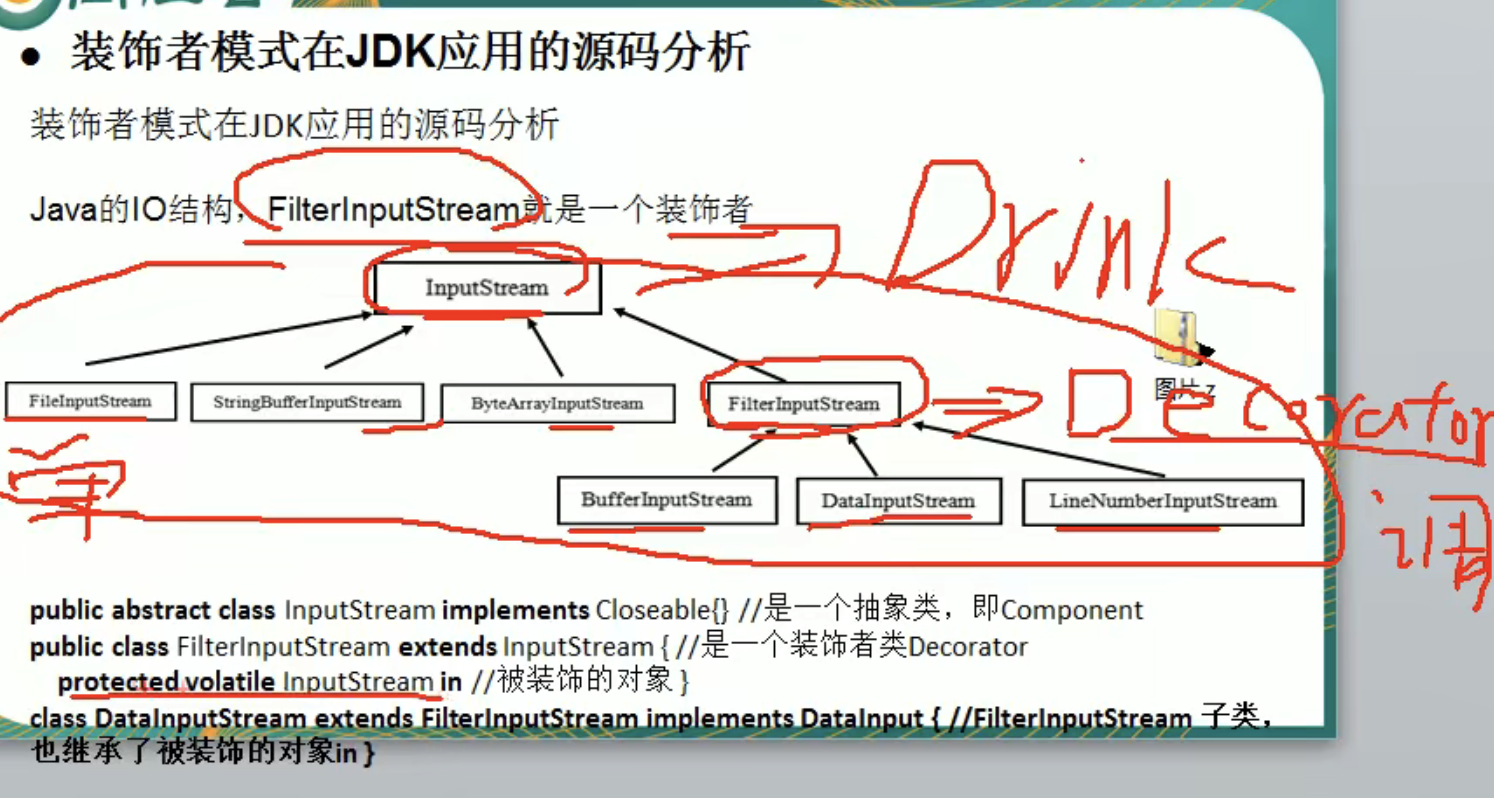 ● 装饰者模式在JDK应用的源码分析
装饰者模式在JDK应用的源码分析
Java的IO结构，FilterInputStream就是一个装饰者
Drink
InputStream
图片z
FileInputStream
StringBufferInputStream
ByteArrayInputStream
FilterInputStream
Decorator
单
BufferInputStream
DataInputStream
LineNumberInputStream
调
public abstract class InputStream implements Closeable{} //是一个抽象类，即Component
public class FilterInputStream extends InputStream { //是一个装饰者类Decorator
protected volatile InputStream in //被装饰的对象 }
class DataInputStream extends FilterInputStream implements DataInput { //FilterInputStream 子类，
也继承了被装饰的对象in }